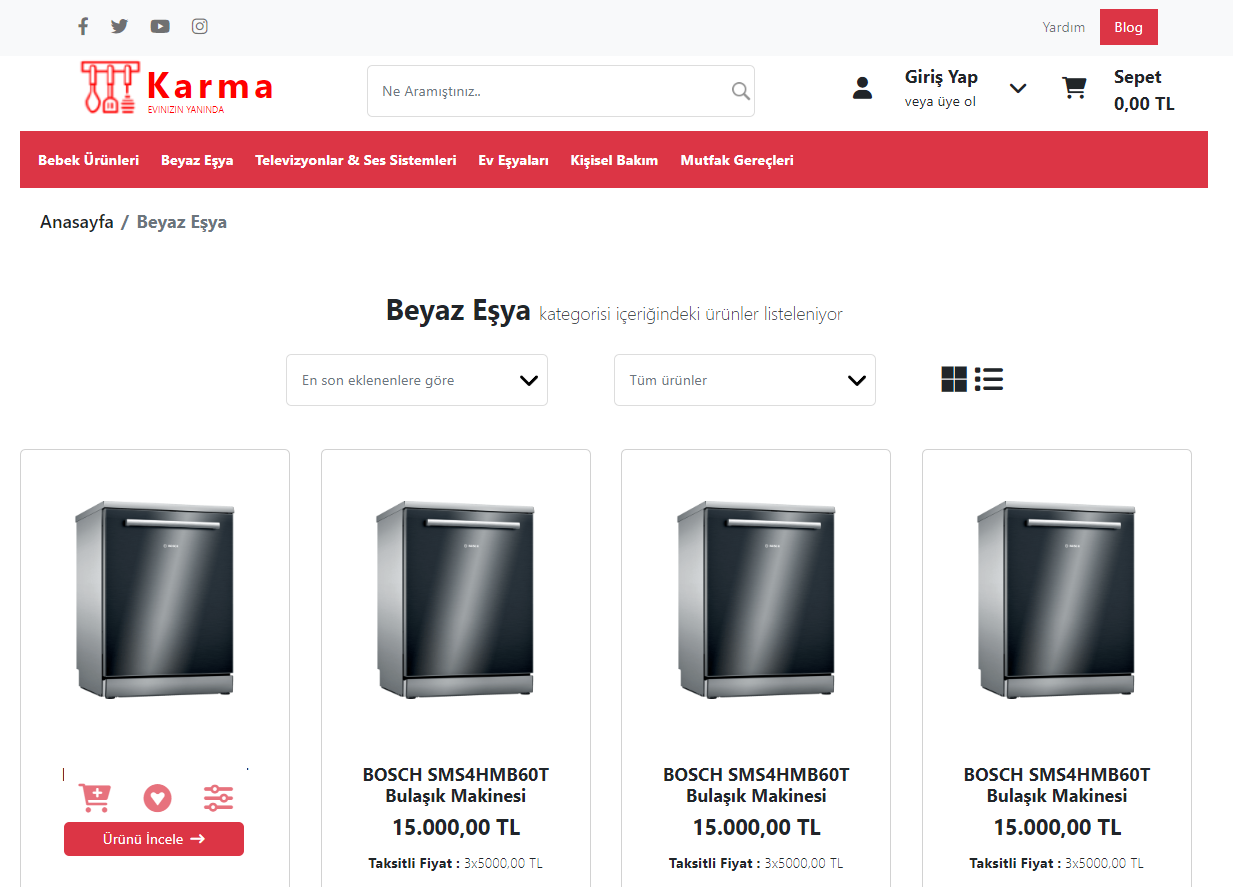 Yardım
Blog
Karma
EVINIZIN YANINDA
Ne Aramıştınız..
Giriş Yap
veya üye ol
Sepet
0,00 TL
Bebek Ürünleri Beyaz Eşya Televizyonlar & Ses Sistemleri Ev Eşyaları Kişisel Bakım Mutfak Gereçleri
Anasayfa / Beyaz Eşya
Beyaz Eşya kategorisi içeriğindeki ürünler listeleniyor
En son eklenenlere göre
Tüm ürünler
Ürünü İncele
BOSCH SMS4HMB60T
Bulaşık Makinesi
15.000,00 TL
Taksitli Fiyat : 3x5000,00 TL
BOSCH SMS4HMB60T
Bulaşık Makinesi
15.000,00 TL
Taksitli Fiyat : 3x5000,00 TL
BOSCH SMS4HMB60T
Bulaşık Makinesi
15.000,00 TL
Taksitli Fiyat : 3x5000,00 TL